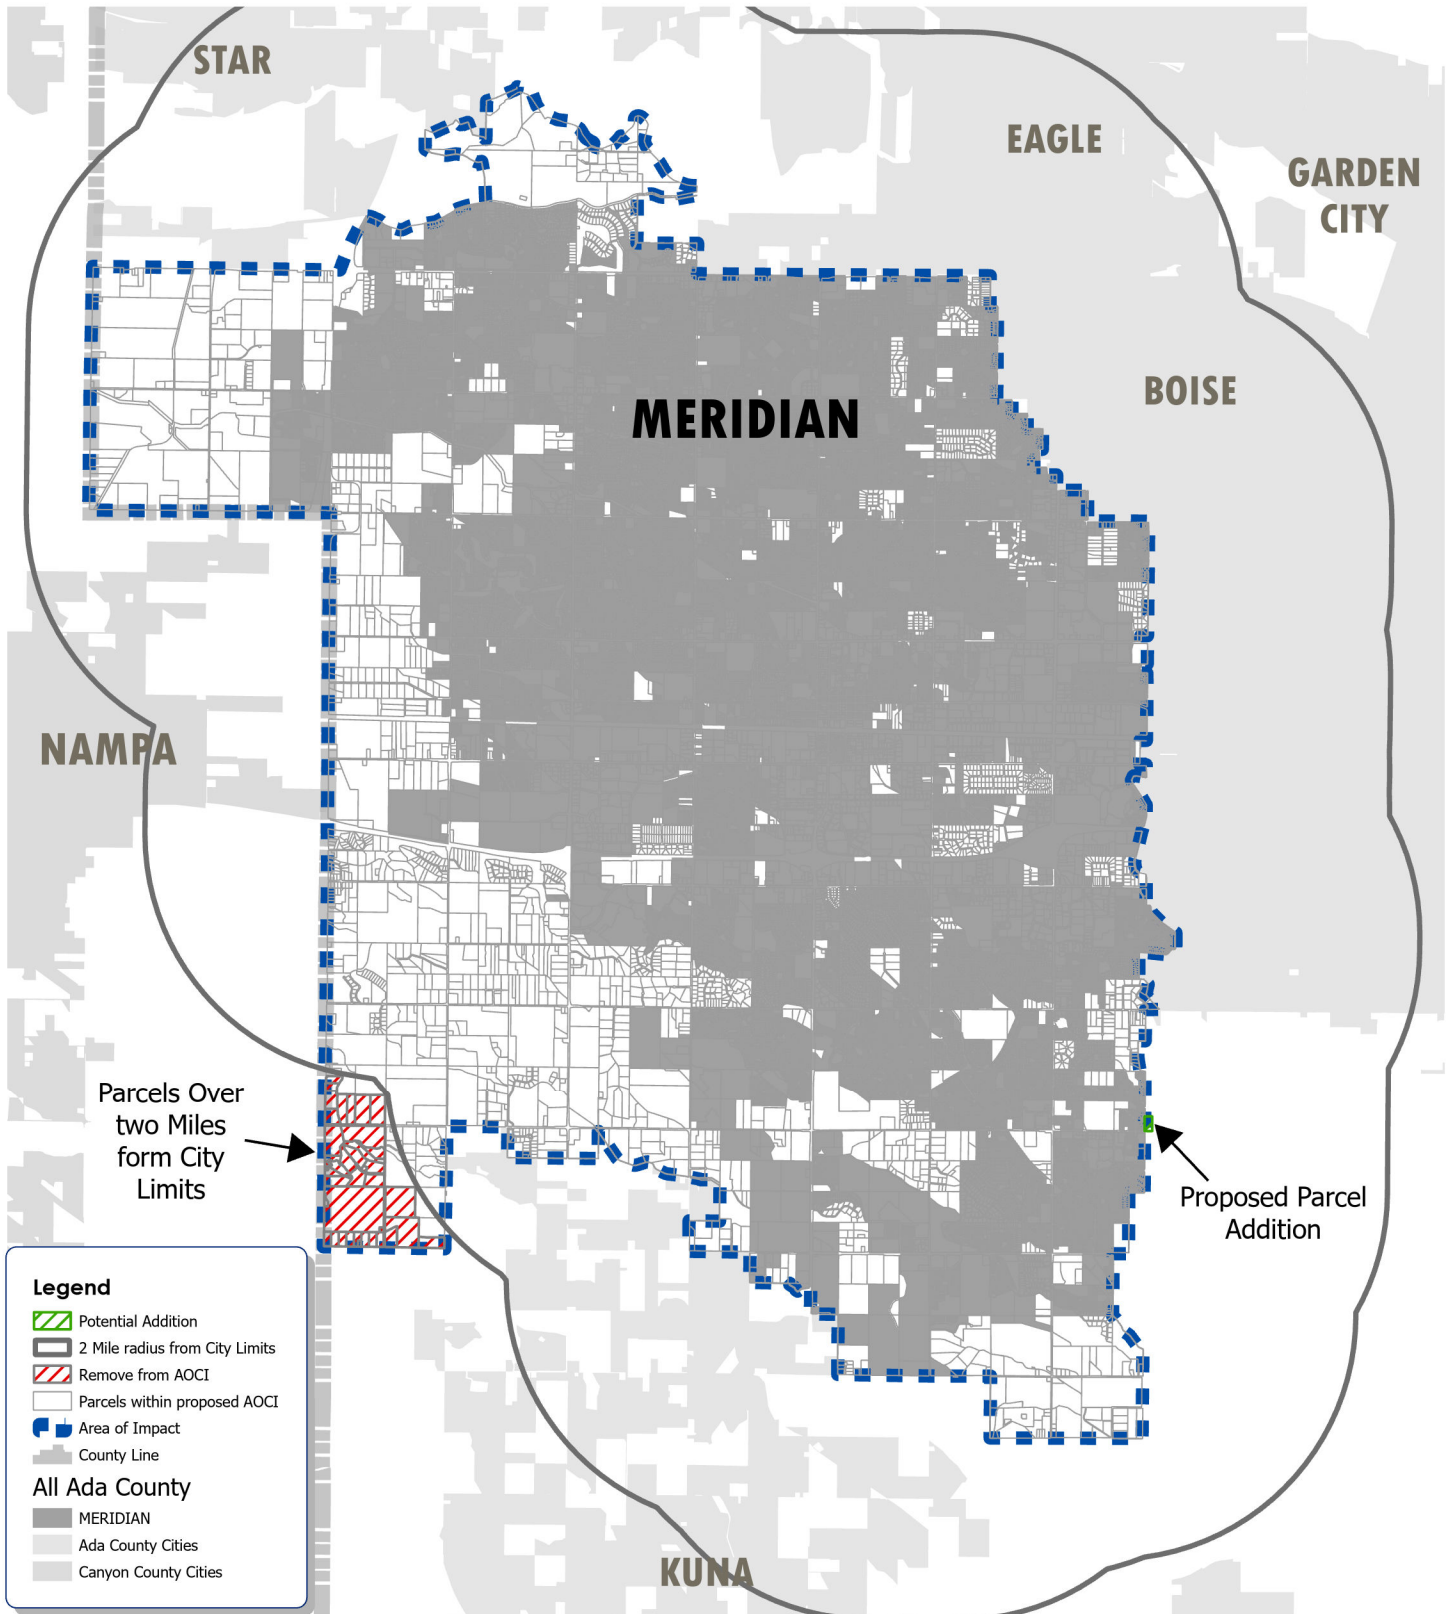 STAR
EAGLE
GARDEN
CITY
BOISE
MERIDIAN
NAMPA
Parcels Over
two Miles
form City
Limits
Proposed Parcel
Addition
Legend
Potential Addition
2 Mile radius from City Limits
Remove from AOCI
Parcels within proposed AOCI
Area of Impact
County Line
All Ada County
MERIDIAN
Ada County Cities
Canyon County Cities
KUNA